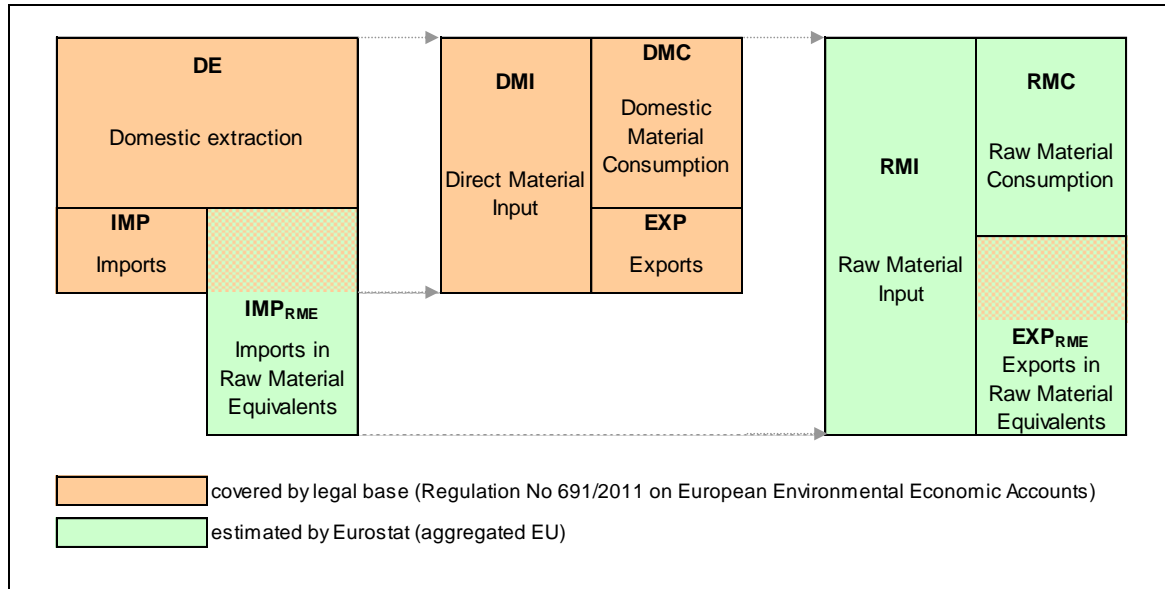 DE
Domestic extraction
IMP
Imports
IMPRME
Imports in
Raw Material
Equivalents
DMI
Direct Material
Input
DMC
Domestic
Material
Consumption
EXP
Exports
RMI
Raw Material
Input
RMC
Raw Material
Consumption
EXPRME
Exports in
Raw Material
Equivalents
covered by legal base (Regulation No 691/2011 on European Environmental Economic Accounts)
estimated by Eurostat (aggregated EU)